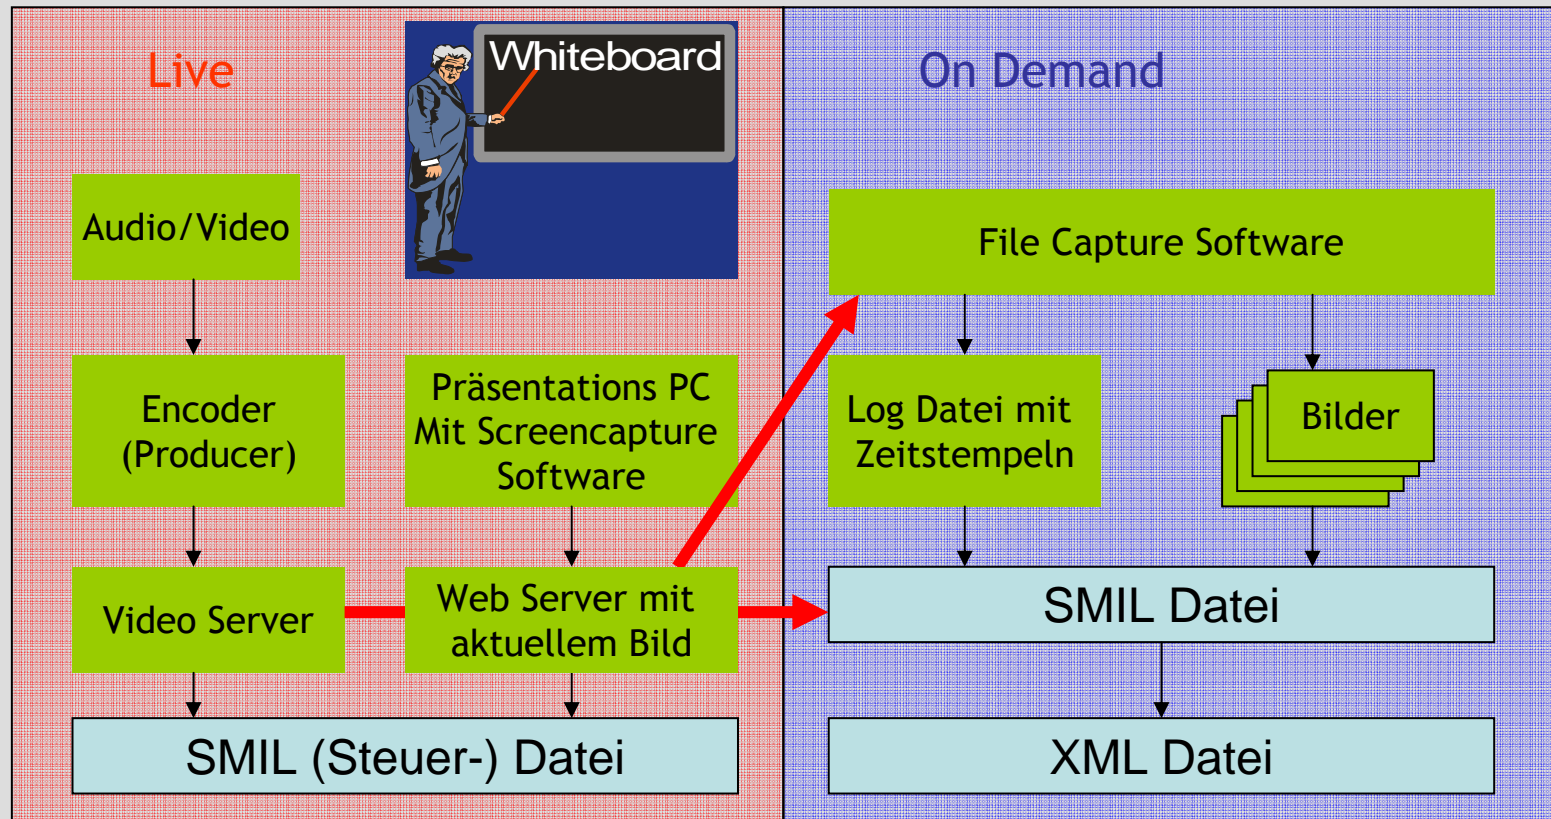 Live
Whiteboard
Audio/Video
Encoder
(Producer)
Präsentations PC
Mit Screencapture
Software
Video Server
Web Server mit
aktuellem Bild
SMIL (Steuer-) Datei
On Demand
File Capture Software
Log Datei mit
Zeitstempeln
Bilder
SMIL Datei
XML Datei